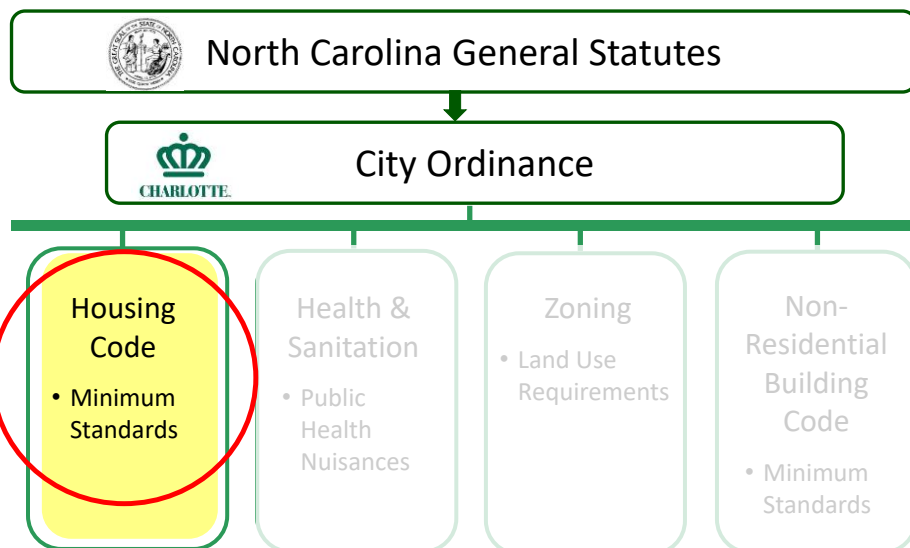 North Carolina General Statutes
City Ordinance
CHARLOTTE
Housing
Code
• Minimum
Standards
Health &
Sanitation
• Public
Health
Nuisances
Zoning
• Land Use
Requirements
Non-
Residential
Building
Code
• Minimum
Standards